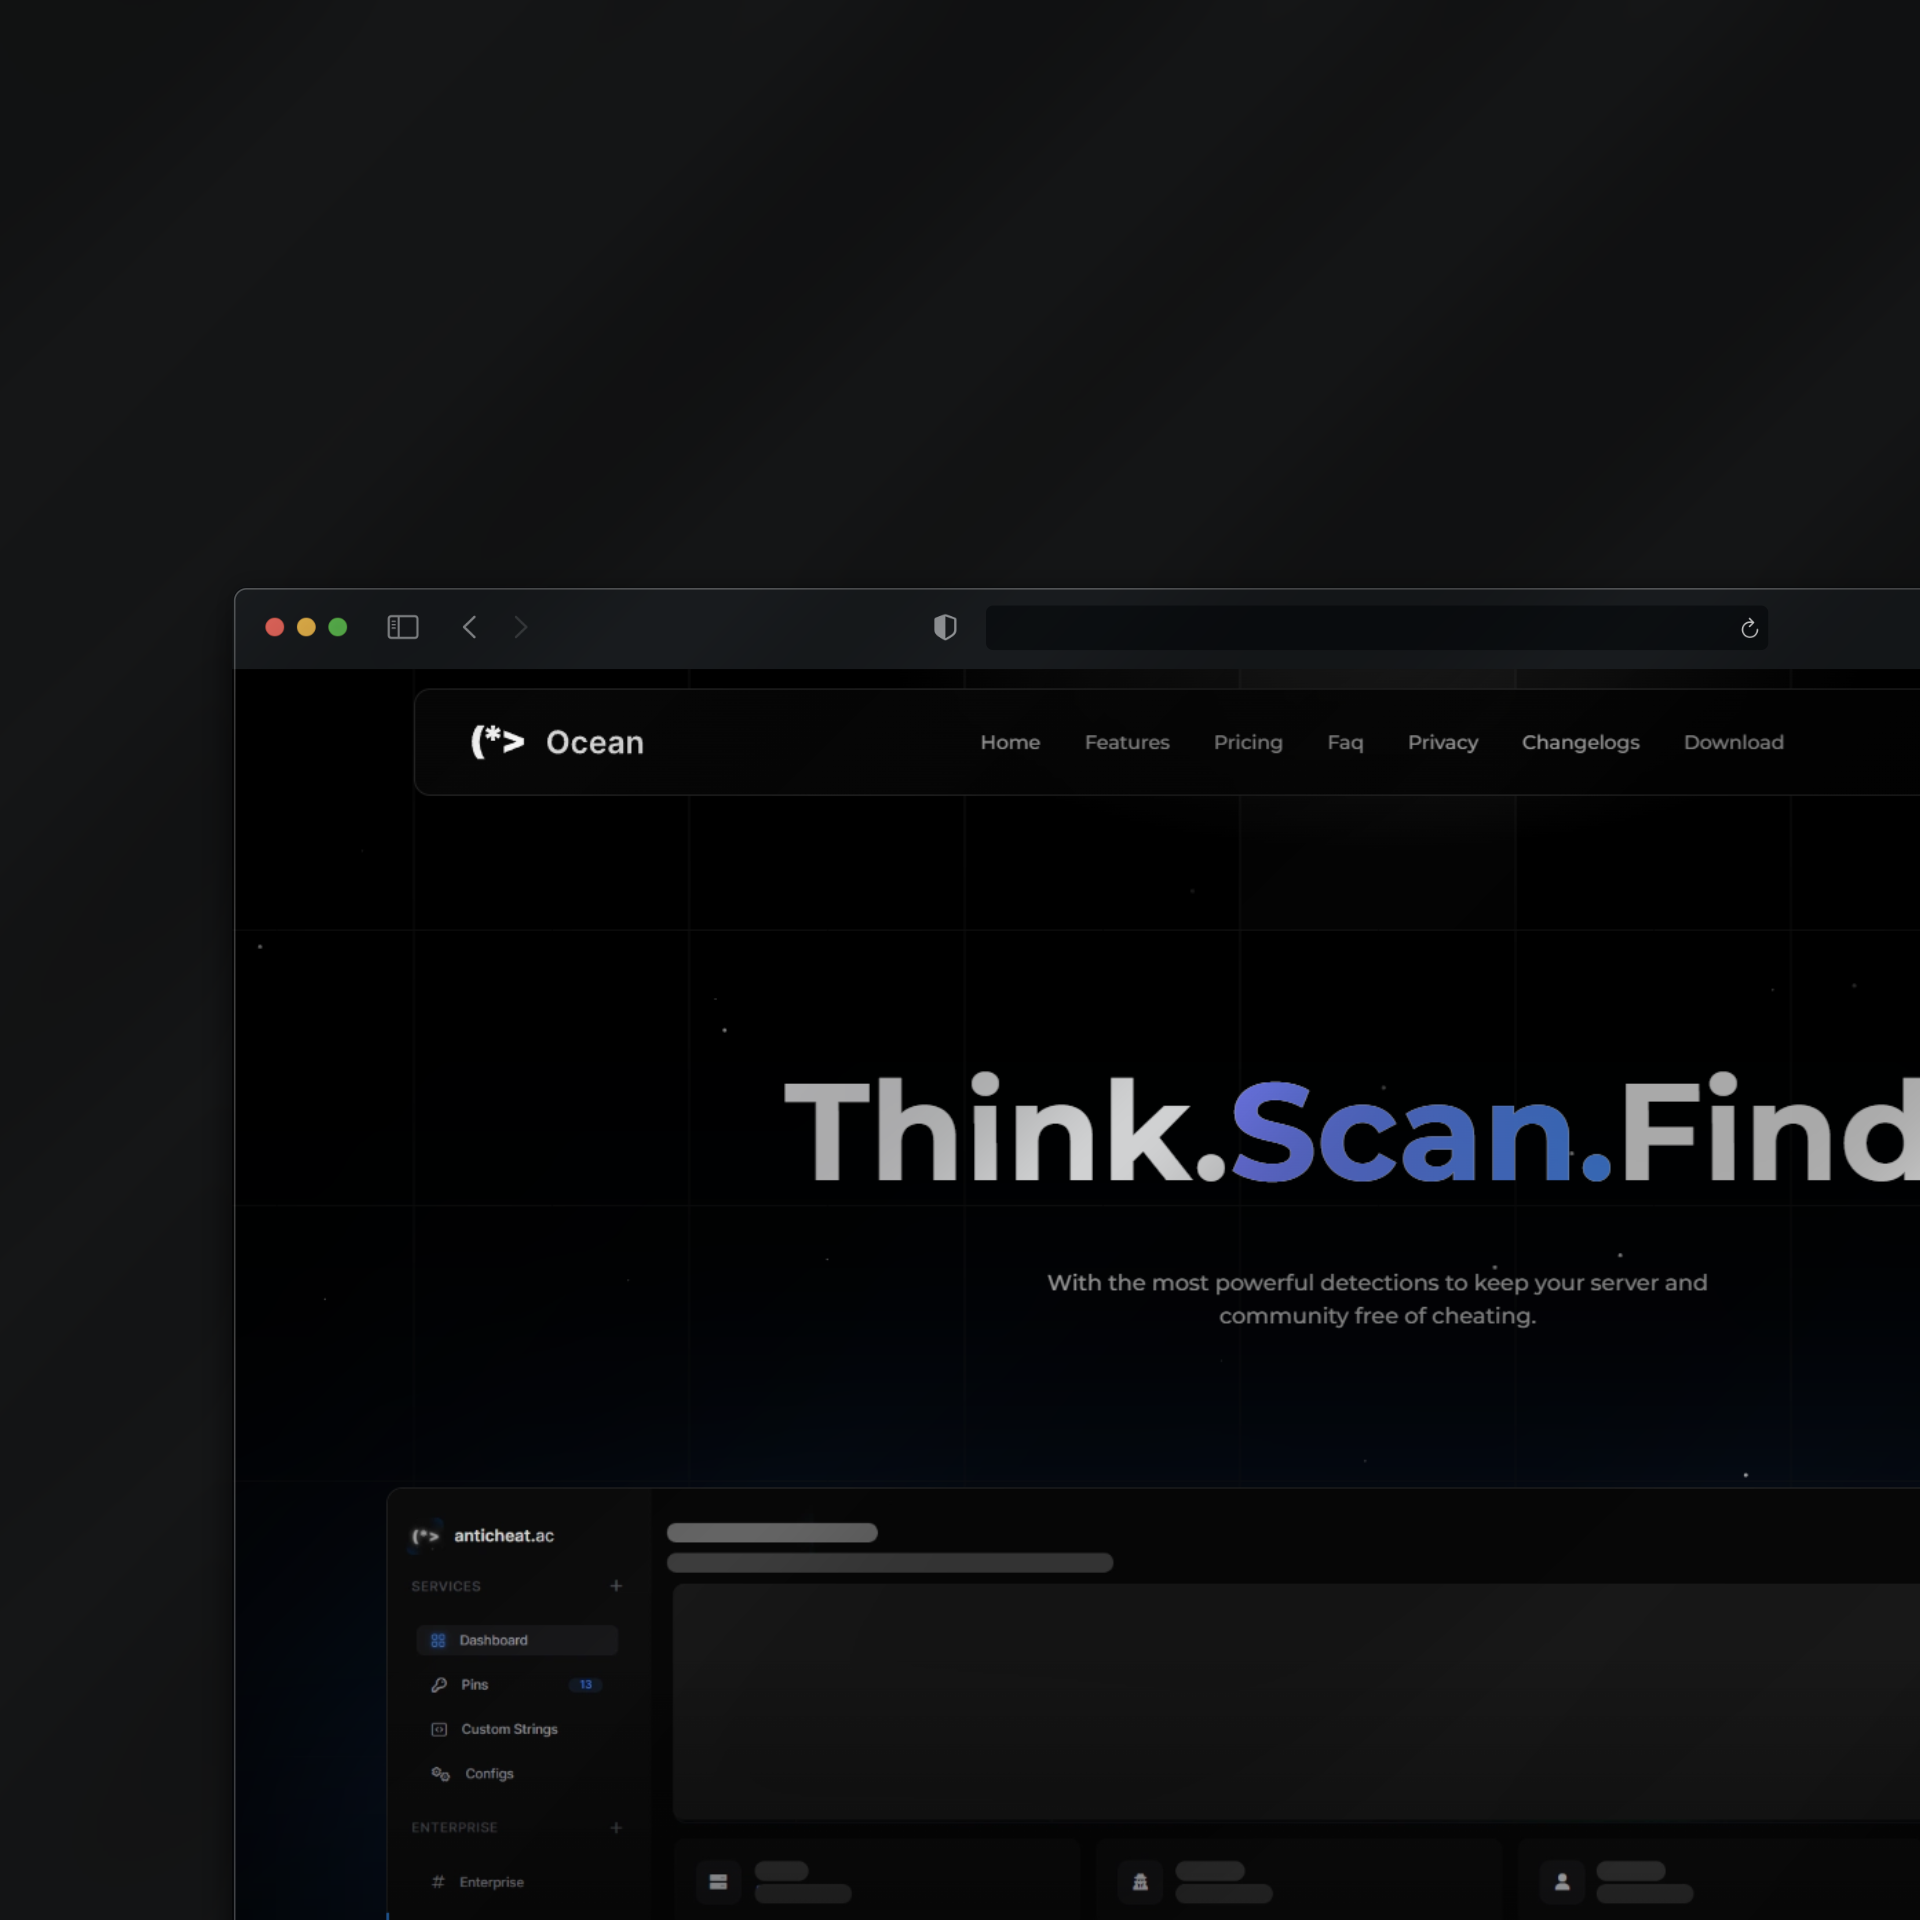 (*> Ocean
Home Features Pricing Faq Privacy Changelogs Download
Think.Scan.Find
With the most powerful detections to keep your server and
community free of cheating.
(*> anticheat.ac
SERVICES +
Dashboard
Pins 13
Custom Strings
Configs
ENTERPRISE +
# Enterprise